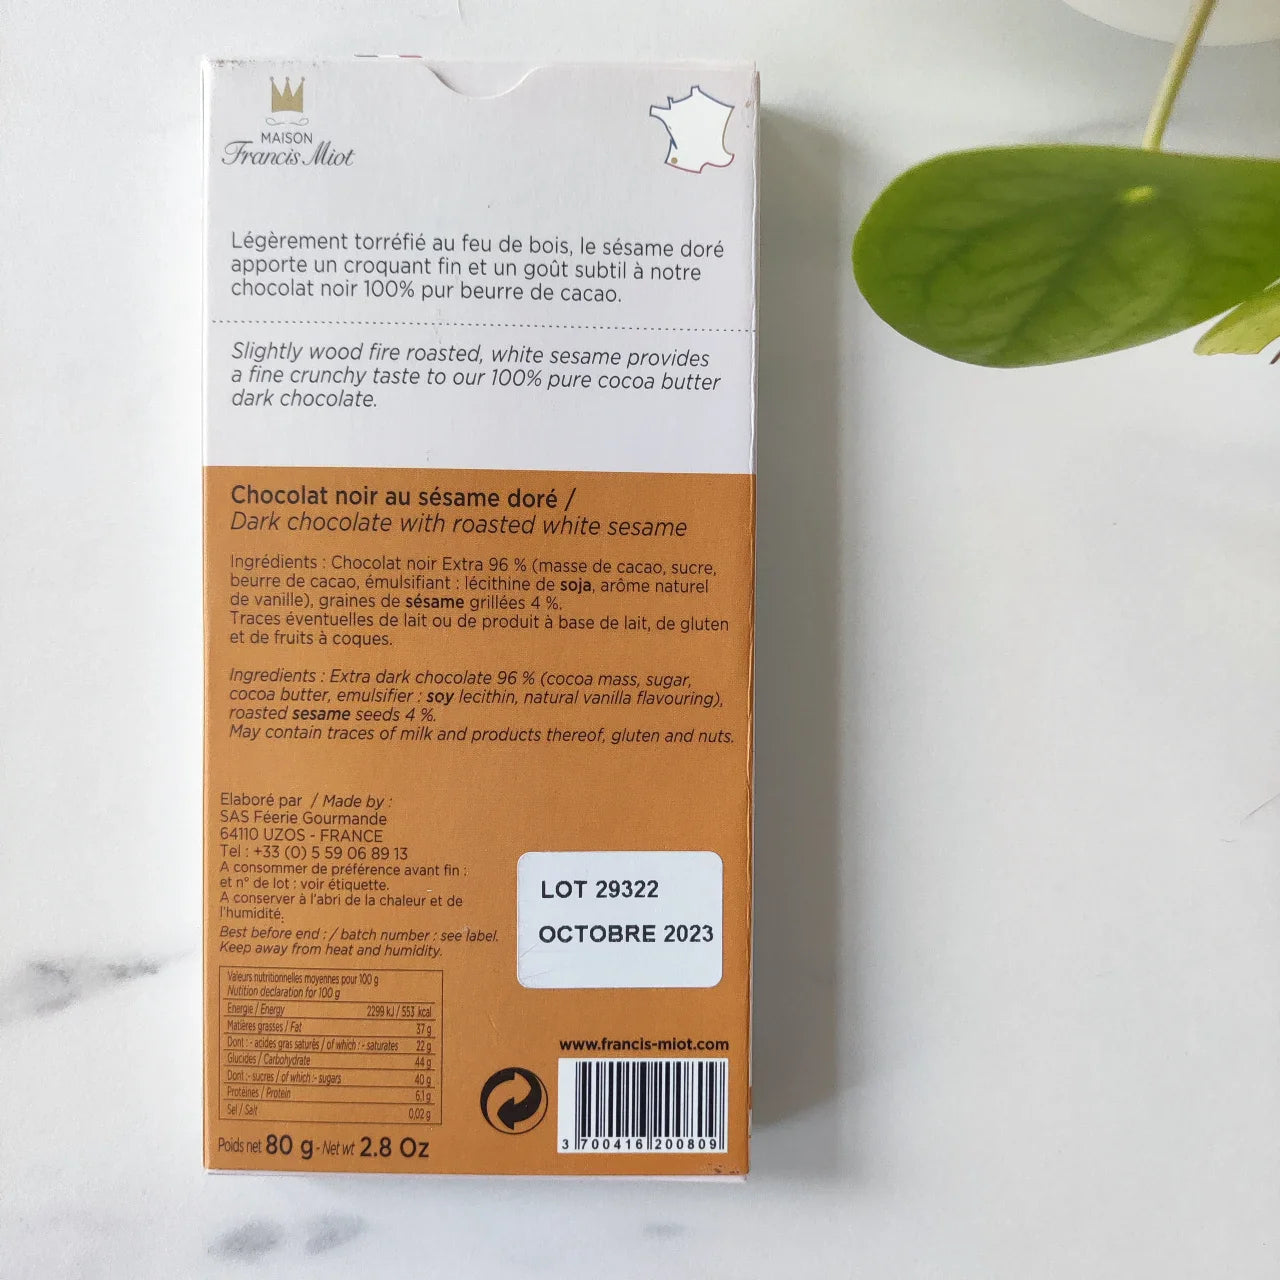 MAISON
Francis Miot
Légèrement torréfié au feu de bois, le sésame doré
apporte un croquant fin et un goût subtil à notre
chocolat noir 100% pur beurre de cacao.
Slightly wood fire roasted, white sesame provides
a fine crunchy taste to our 100% pure cocoa butter
dark chocolate.
Chocolat noir au sésame doré /
Dark chocolate with roasted white sesame
Ingrédients : Chocolat noir Extra 96 % (masse de cacao, sucre,
beurre de cacao, émulsifiant : lécithine de soja, arôme naturel
de vanille), graines de sésame grillées 4 %.
Traces éventuelles de lait ou de produit à base de lait, de gluten
et de fruits à coques.
Ingredients : Extra dark chocolate 96 % (cocoa mass, sugar,
cocoa butter, emulsifier : soy lecithin, natural vanilla flavouring),
roasted sesame seeds 4 %.
May contain traces of milk and products thereof, gluten and nuts.
Elaboré par / Made by :
SAS Féerie Gourmande
64110 UZOS - FRANCE
Tel : +33 (0) 5 59 06 89 13
A consommer de préférence avant fin :
et n° de lot : voir étiquette.
A conserver à l'abri de la chaleur et de
l'humidité.
Best before end : / batch number : see label.
Keep away from heat and humidity.
LOT 29322
OCTOBRE 2023
Valeurs nutritionnelles moyennes pour 100 g
Nutition declaration for 100 g
Energie / Energy 2299 kJ / 553 kcal
Matières grasses / Fat 37 g
Dont : - acides gras saturés / of which : - saturates 22 g
Glucides / Carbohydrate 44 g
Dont :- sucres / of which :- sugars 40 g
Protéines / Protein 6,1 g
Sel / Salt 0,02 g
Poids net 80 g - Net wt 2.8 Oz
www.francis-miot.com
3 700416 200809